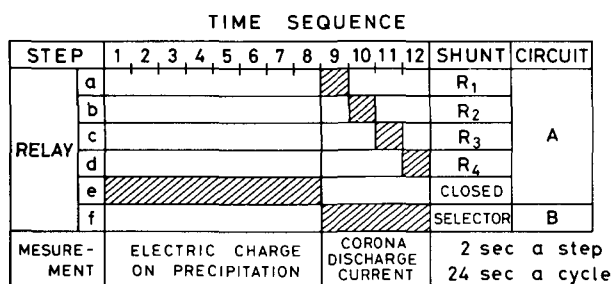 TIME SEQUENCE
STEP 1 2 3 4 5 6 7 8 9 10 11 12 SHUNT CIRCUIT
RELAY
a R1
b R2
c R3
d R4
A
e CLOSED
f SELECTOR B
MESURE-
MENT
ELECTRIC CHARGE
ON PRECIPITATION
CORONA
DISCHARGE
CURRENT
2 sec a step
24 sec a cycle